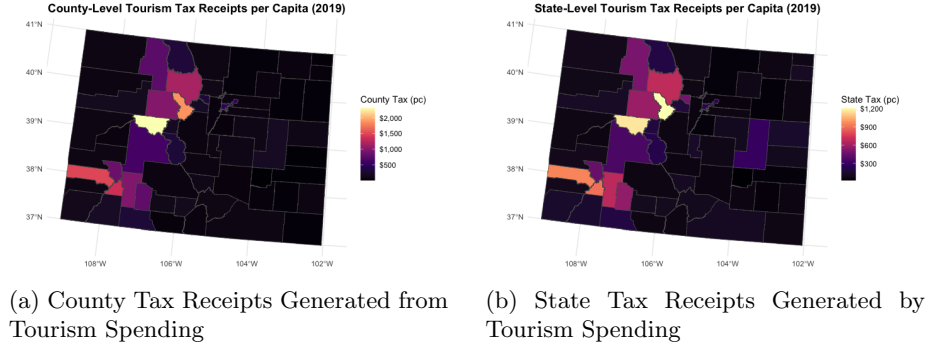 County-Level Tourism Tax Receipts per Capita (2019)
41°N
40°N
39°N
38°N
37°N
108°W
106°W
104°W
102°W
County Tax (pc)
$2,000
$1,500
$1,000
$500
State-Level Tourism Tax Receipts per Capita (2019)
41°N
40°N
39°N
38°N
37°N
108°W
106°W
104°W
102°W
State Tax (pc)
$1,200
$900
$600
$300
(a) County Tax Receipts Generated from
Tourism Spending
(b) State Tax Receipts Generated by
Tourism Spending